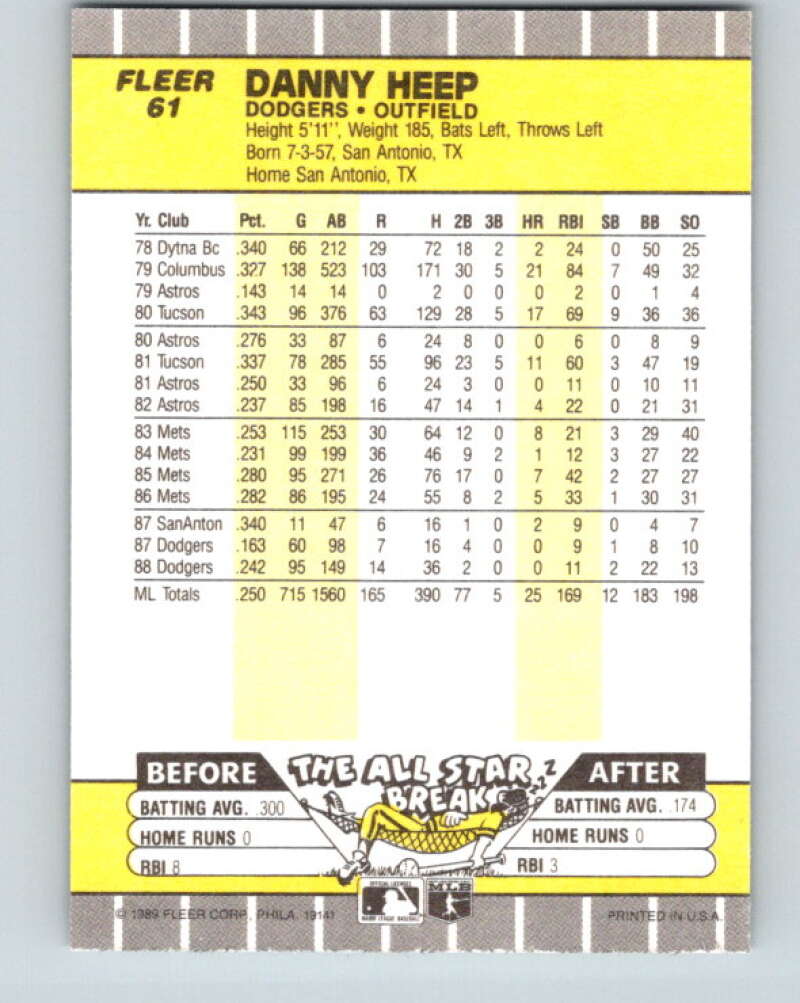 FLEER
61
DANNY HEEP
DODGERS • OUTFIELD
Height 5'11", Weight 185, Bats Left, Throws Left
Born 7-3-57, San Antonio, TX
Home San Antonio, TX
Yr. Club Pct. G AB R H 2B 3B HR RBI SB BB SO
78 Dytna Bc .340 66 212 29 72 18 2 2 24 0 50 25
79 Columbus .327 138 523 103 171 30 5 21 84 7 49 32
79 Astros .143 14 14 0 2 0 0 0 2 0 1 4
80 Tucson .343 96 376 63 129 28 5 17 69 9 36 36
80 Astros .276 33 87 6 24 8 0 0 6 0 8 9
81 Tucson .337 78 285 55 96 23 5 11 60 3 47 19
81 Astros .250 33 96 6 24 3 0 0 11 0 10 11
82 Astros .237 85 198 16 47 14 1 4 22 0 21 31
83 Mets .253 115 253 30 64 12 0 8 21 3 29 40
84 Mets .231 99 199 36 46 9 2 1 12 3 27 22
85 Mets .280 95 271 26 76 17 0 7 42 2 27 27
86 Mets .282 86 195 24 55 8 2 5 33 1 30 31
87 SanAnton .340 11 47 6 16 1 0 2 9 0 4 7
87 Dodgers .163 60 98 7 16 4 0 0 9 1 8 10
88 Dodgers .242 95 149 14 36 2 0 0 11 2 22 13
ML Totals .250 715 1560 165 390 77 5 25 169 12 183 198
BEFORE THE ALL STAR BREAK AFTER
BATTING AVG. .300
HOME RUNS 0
RBI 8
zzz
BATTING AVG. .174
HOME RUNS 0
RBI 3
OFFICIAL LICENSEE
MAJOR LEAGUE BASEBALL
MLB
© 1989 FLEER CORP., PHILA. 19141
PRINTED IN U.S.A.